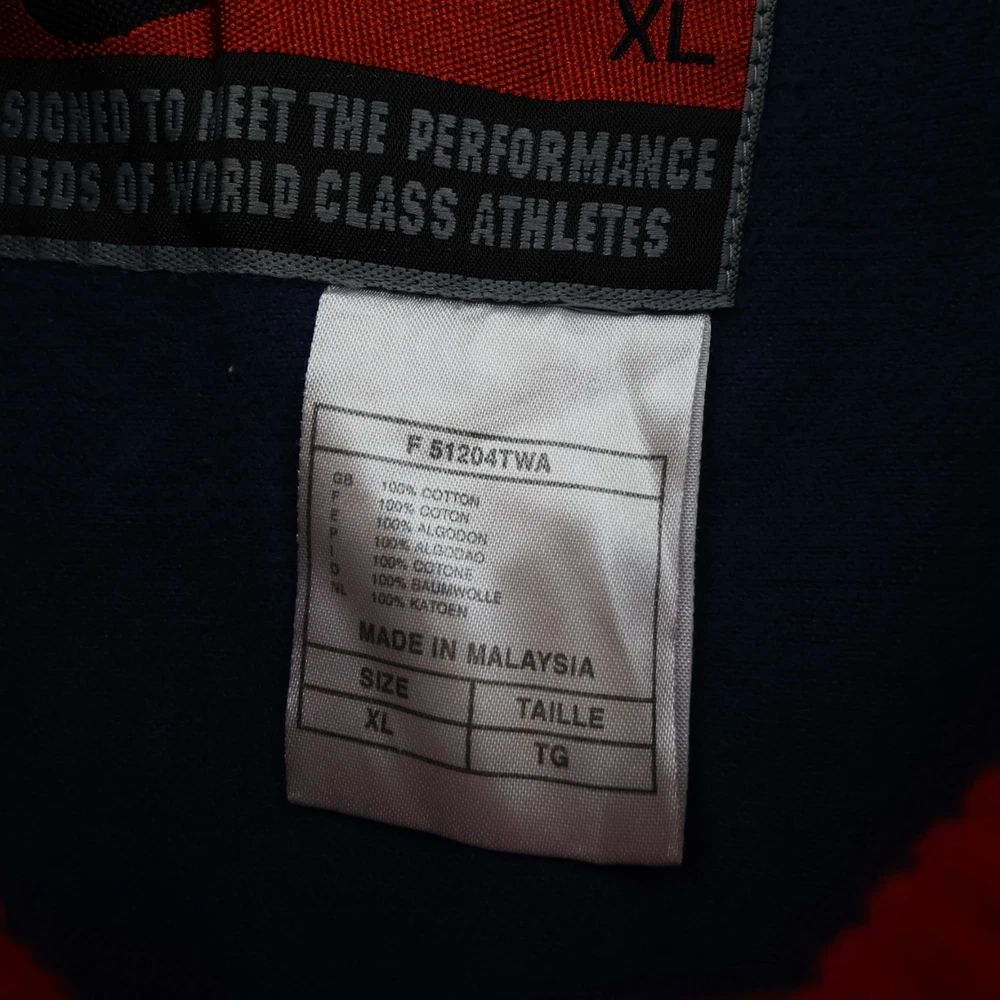 XL
SIGNED TO MEET THE PERFORMANCE
NEEDS OF WORLD CLASS ATHLETES
F 51204TWA
GB 100% COTTON
F 100% COTON
E 100% ALGODON
P 100% ALGODAO
I 100% COTONE
D 100% BAUMWOLLE
NL 100% KATOEN
MADE IN MALAYSIA
SIZE TAILLE
XL TG